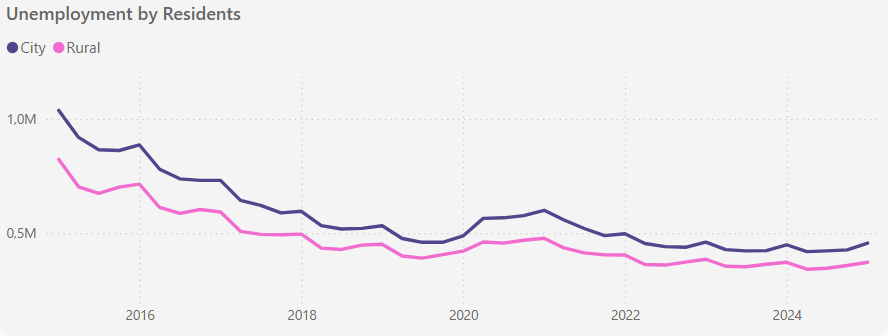 Unemployment by Residents
City Rural
1,0M
0,5M
2016 2018 2020 2022 2024